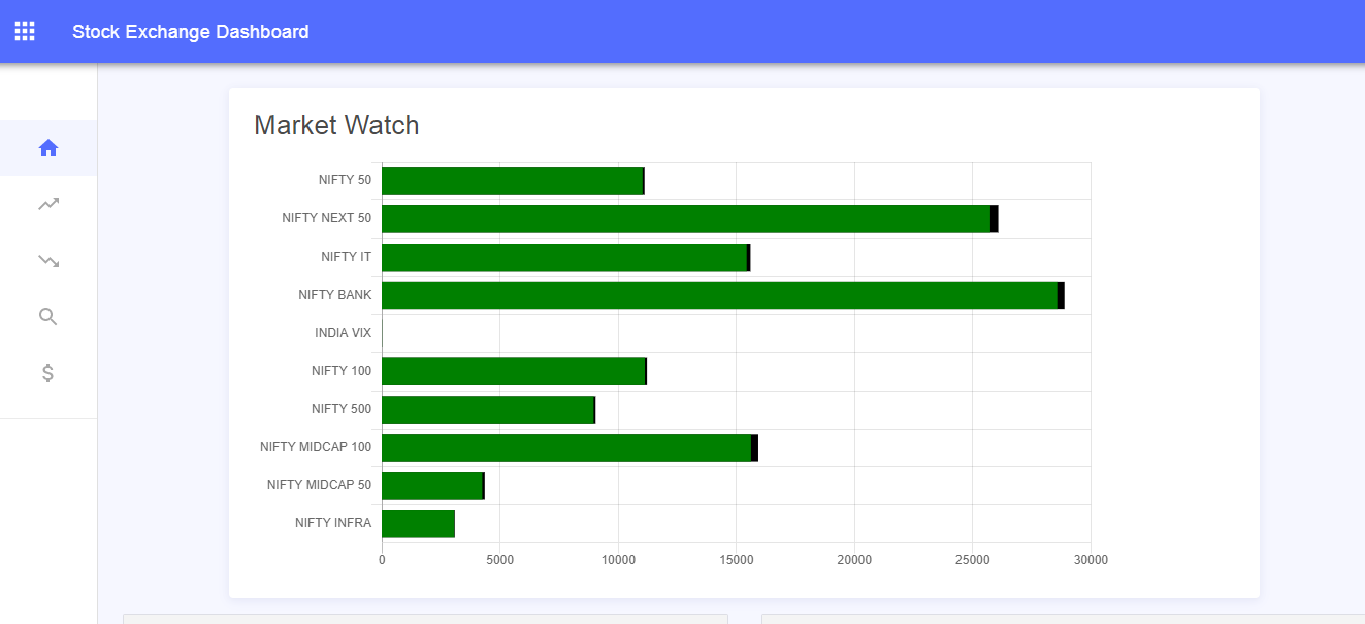 Stock Exchange Dashboard
Market Watch
NIFTY 50
NIFTY NEXT 50
NIFTY IT
NIFTY BANK
INDIA VIX
NIFTY 100
NIFTY 500
NIFTY MIDCAP 100
NIFTY MIDCAP 50
NIFTY INFRA
0 5000 10000 15000 20000 25000 30000